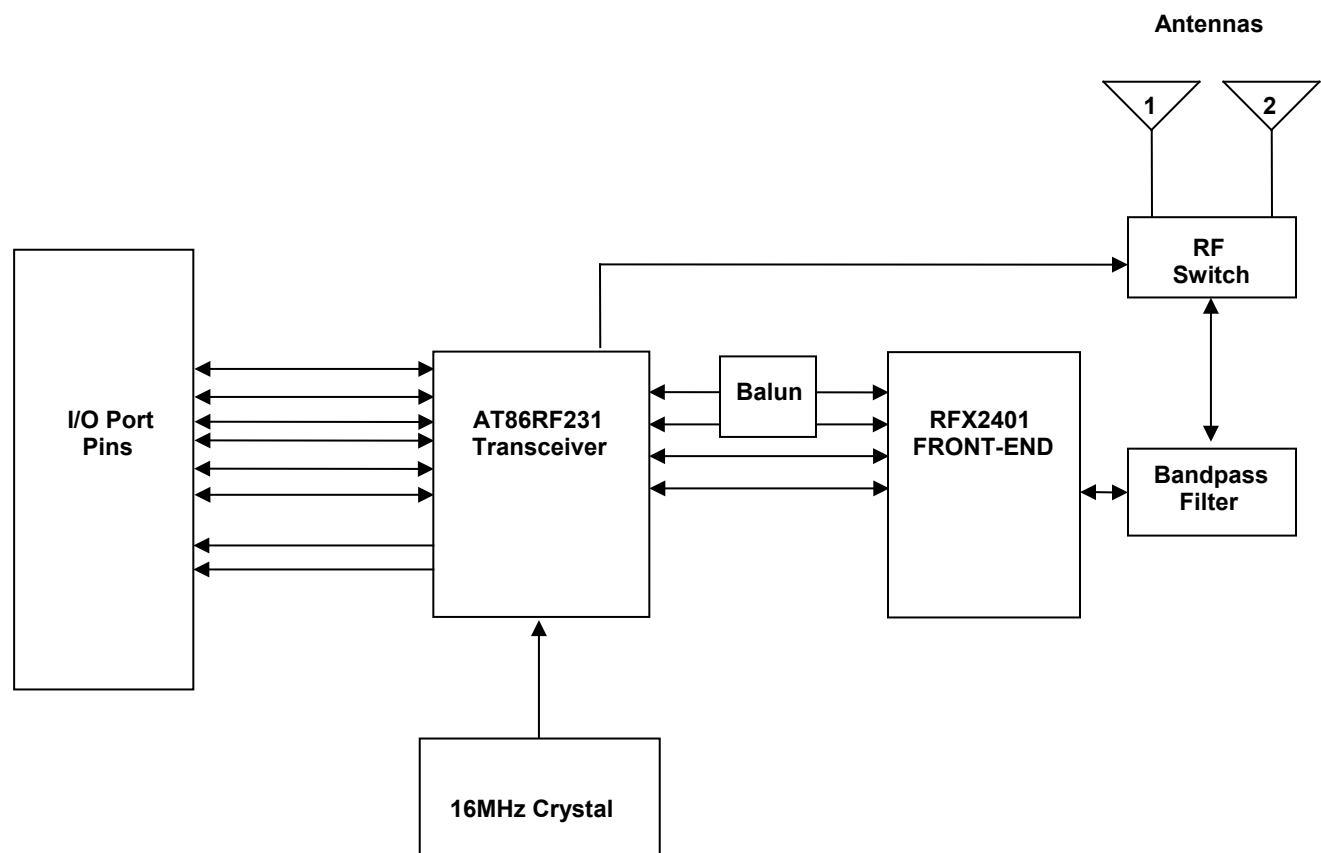 Antennas
1 2
RF
Switch
I/O Port
Pins
AT86RF231
Transceiver
Balun
RFX2401
FRONT-END
Bandpass
Filter
16MHz Crystal